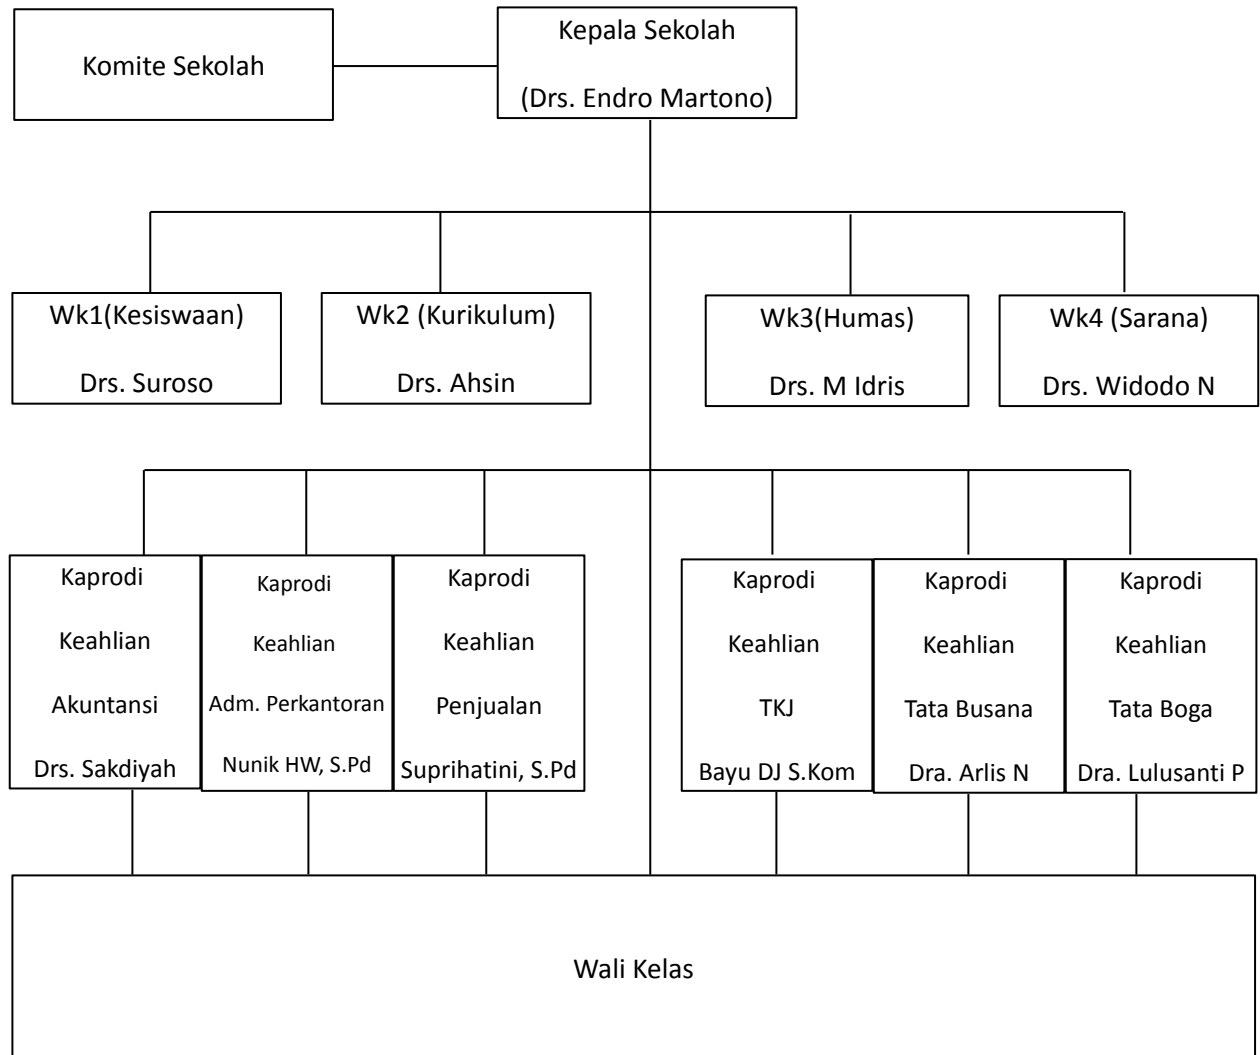 Komite Sekolah
Kepala Sekolah
(Drs. Endro Martono)
Wk1(Kesiswaan)
Drs. Suroso
Wk2 (Kurikulum)
Drs. Ahsin
Wk3(Humas)
Drs. M Idris
Wk4 (Sarana)
Drs. Widodo N
Kaprodi
Keahlian
Akuntansi
Drs. Sakdiyah
Kaprodi
Keahlian
Adm. Perkantoran
Nunik HW, S.Pd
Kaprodi
Keahlian
Penjualan
Suprihatini, S.Pd
Kaprodi
Keahlian
TKJ
Bayu DJ S.Kom
Kaprodi
Keahlian
Tata Busana
Dra. Arlis N
Kaprodi
Keahlian
Tata Boga
Dra. Lulusanti P
Wali Kelas